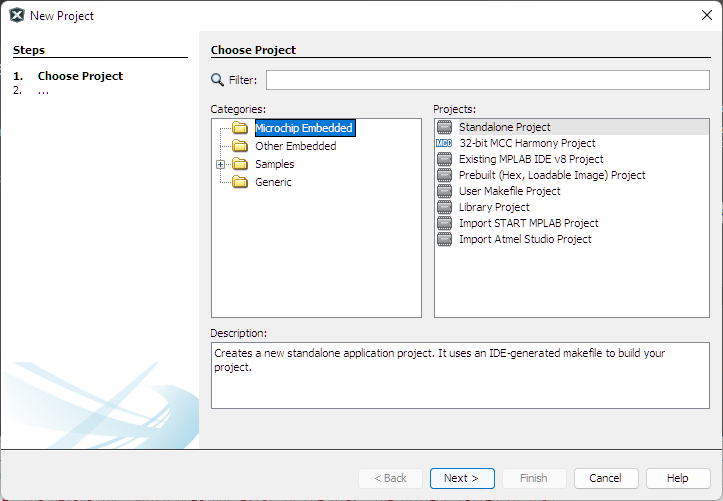 New Project
Steps
1. Choose Project
2. ...
Choose Project
Filter:
Categories:
Microchip Embedded
Other Embedded
Samples
Generic
Projects:
Standalone Project
32-bit MCC Harmony Project
Existing MPLAB IDE v8 Project
Prebuilt (Hex, Loadable Image) Project
User Makefile Project
Library Project
Import START MPLAB Project
Import Atmel Studio Project
Description:
Creates a new standalone application project. It uses an IDE-generated makefile to build your
project.
< Back
Next >
Finish
Cancel
Help